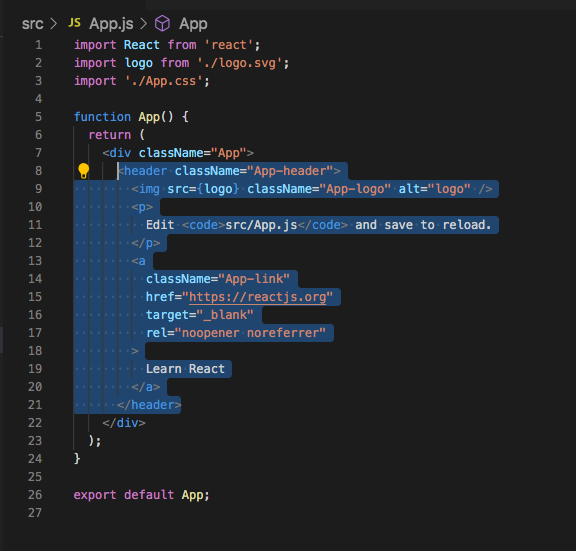 src > JS App.js > App
1 import React from 'react';
2 import logo from './logo.svg';
3 import './App.css';
4
5 function App() {
6   return (
7     <div className="App">
8       <header className="App-header">
9         <img src={logo} className="App-logo" alt="logo" />
10         <p>
11           Edit <code>src/App.js</code> and save to reload.
12         </p>
13         <a
14           className="App-link"
15           href="https://reactjs.org"
16           target="_blank"
17           rel="noopener noreferrer"
18         >
19           Learn React
20         </a>
21       </header>
22     </div>
23   );
24 }
25
26 export default App;
27